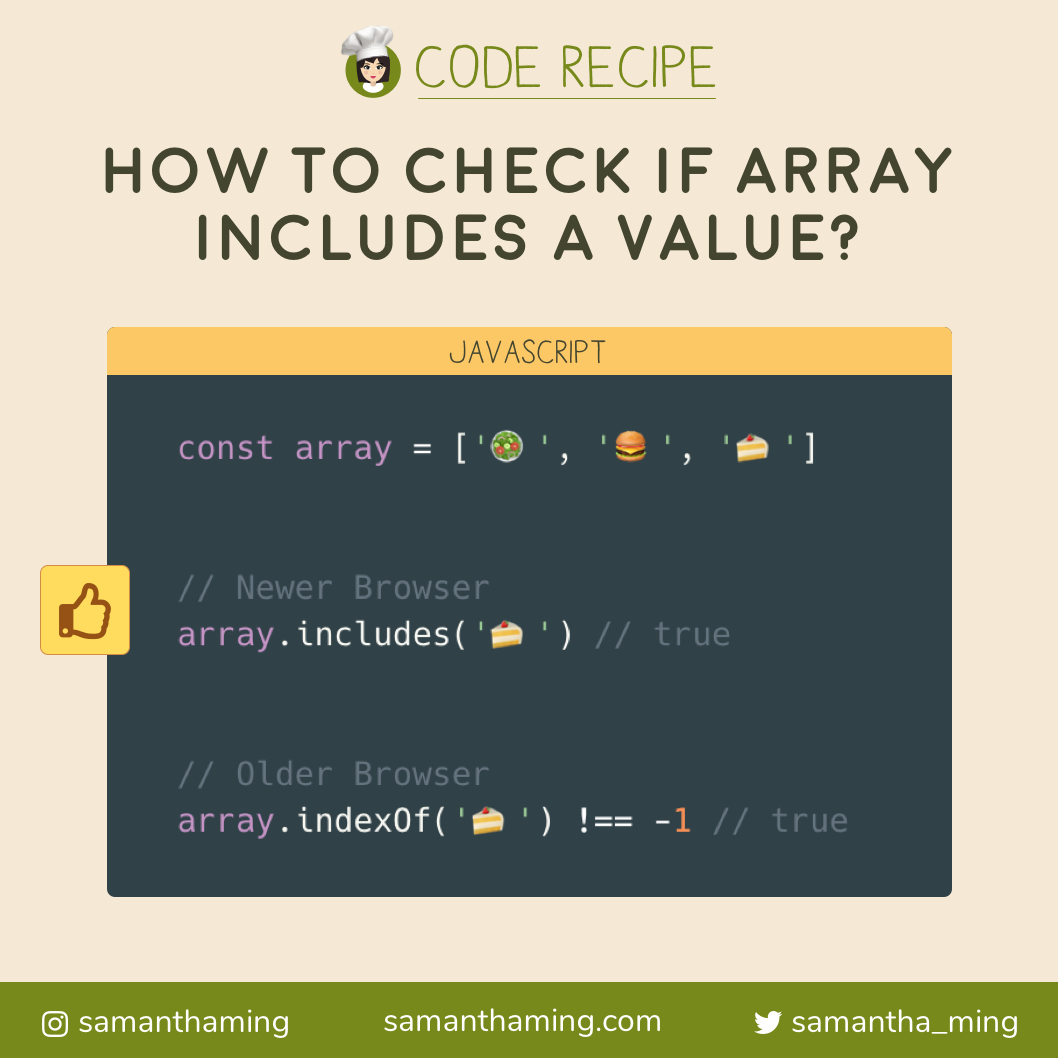 CODE RECIPE
HOW TO CHECK IF ARRAY
INCLUDES A VALUE?
JAVASCRIPT
const array = ['🥗', '🍔', '🍰']
// Newer Browser
array.includes('🍰') // true
// Older Browser
array.indexOf('🍰') !== -1 // true
samanthaming
samanthaming.com
samantha_ming